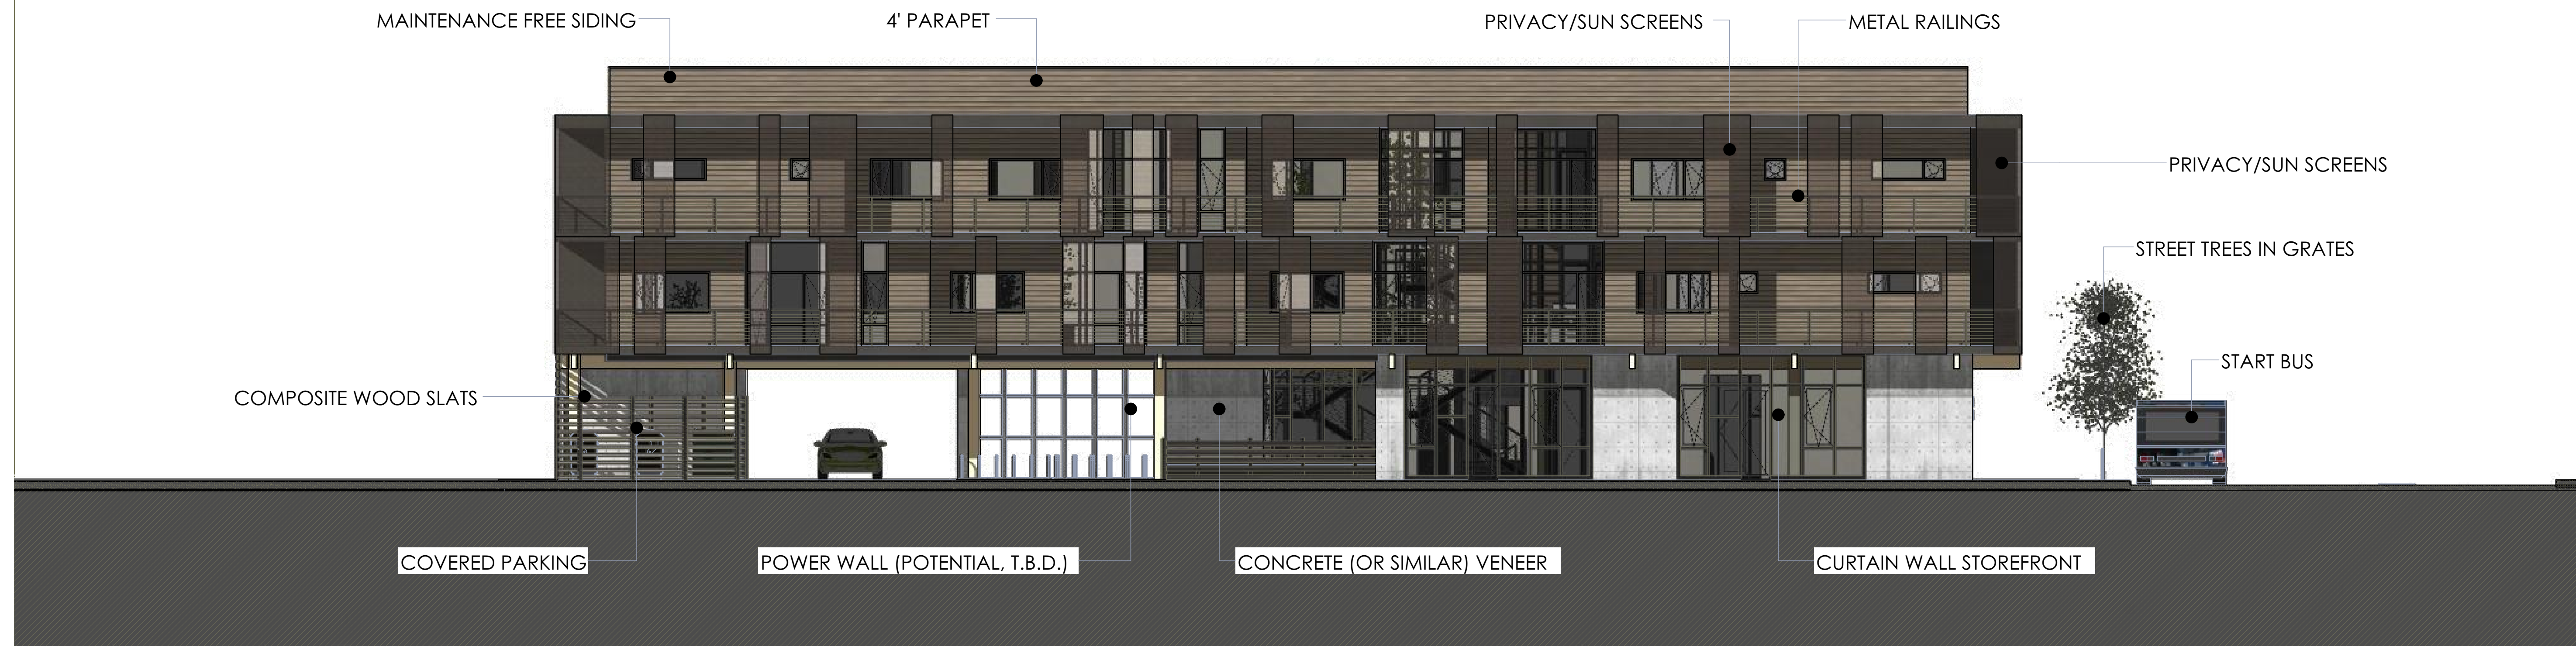 MAINTENANCE FREE SIDING
4' PARAPET
PRIVACY/SUN SCREENS
METAL RAILINGS
PRIVACY/SUN SCREENS
STREET TREES IN GRATES
START BUS
COMPOSITE WOOD SLATS
COVERED PARKING
POWER WALL (POTENTIAL, T.B.D.)
CONCRETE (OR SIMILAR) VENEER
CURTAIN WALL STOREFRONT